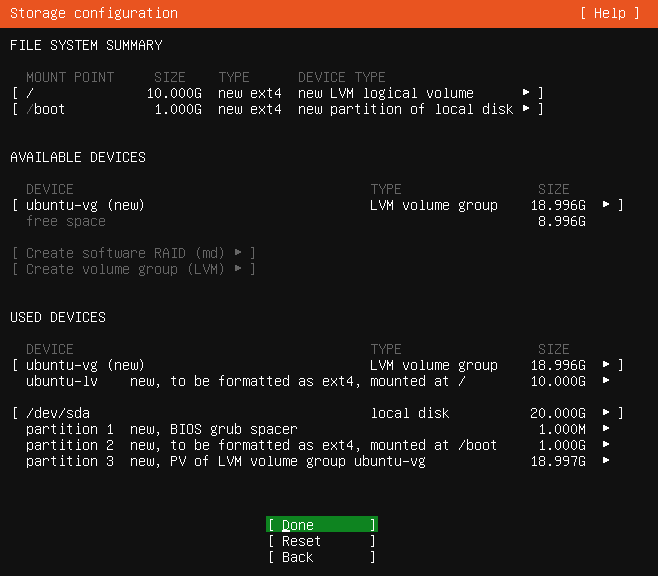 Storage configuration [ Help ]
FILE SYSTEM SUMMARY
MOUNT POINT SIZE TYPE DEVICE TYPE
[ / 10.000G new ext4 new LVM logical volume ▸ ]
[ /boot 1.000G new ext4 new partition of local disk ▸ ]
AVAILABLE DEVICES
DEVICE TYPE SIZE
[ ubuntu-vg (new) LVM volume group 18.996G ▸ ]
free space 8.996G
[ Create software RAID (md) ▸ ]
[ Create volume group (LVM) ▸ ]
USED DEVICES
DEVICE TYPE SIZE
[ ubuntu-vg (new) LVM volume group 18.996G ▸ ]
ubuntu-lv new, to be formatted as ext4, mounted at / 10.000G ▸
[ /dev/sda local disk 20.000G ▸ ]
partition 1 new, BIOS grub spacer 1.000M ▸
partition 2 new, to be formatted as ext4, mounted at /boot 1.000G ▸
partition 3 new, PV of LVM volume group ubuntu-vg 18.997G ▸
[ Done ]
[ Reset ]
[ Back ]